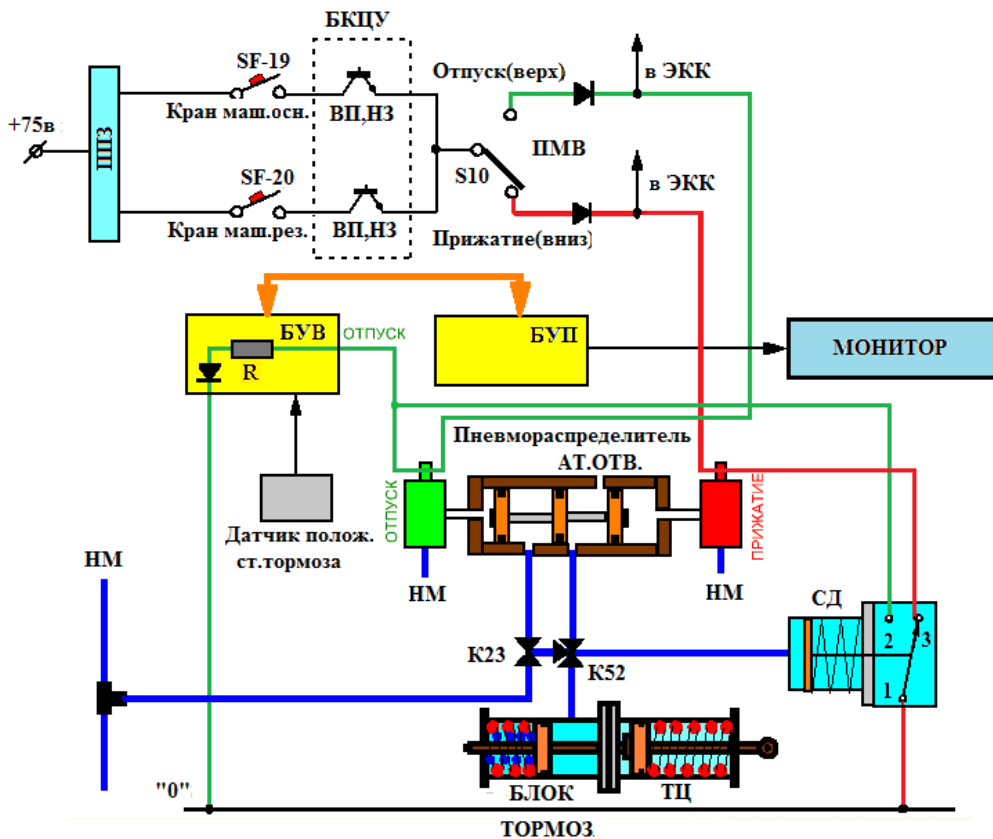 БКЦУ
SF-19
Отпуск(верх)
в ЭКК
+75в
ППЗ
Кран маш.осн.
ВП,НЗ
ПМВ
S10
SF-20
в ЭКК
Кран маш.рез.
ВП,НЗ
Прижатие(вниз)
БУВ
ОТПУСК
R
БУП
МОНИТОР
Пневмораспределитель
АТ.ОТВ.
ОТПУСК
ПРИЖАТИЕ
Датчик полож.
ст.тормоза
НМ
НМ
НМ
СД
2
3
1
К23
К52
"0"
БЛОК
ТЦ
ТОРМОЗ